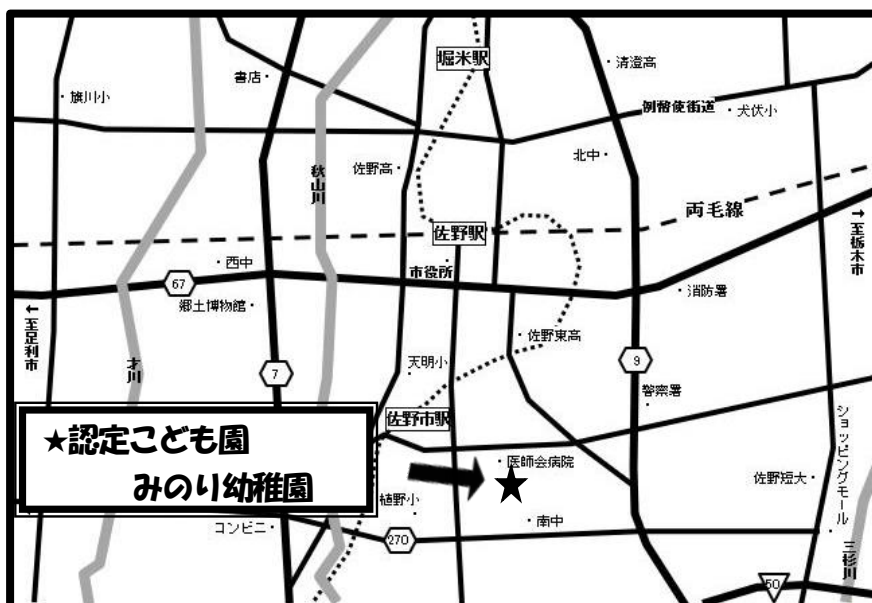 堀米駅
清澄高
書店
旗川小
例幣使街道
犬伏小
北中
佐野高
秋山川
両毛線
佐野駅
↑至栃木市
西中
市役所
67
消防署
郷土博物館
←至足利市
才川
佐野東高
天明小
7
9
警察署
佐野市駅
ショッピングモール
★認定こども園
みのり幼稚園
医師会病院
★
佐野短大
植野小
南中
コンビニ
270
三杉川
50